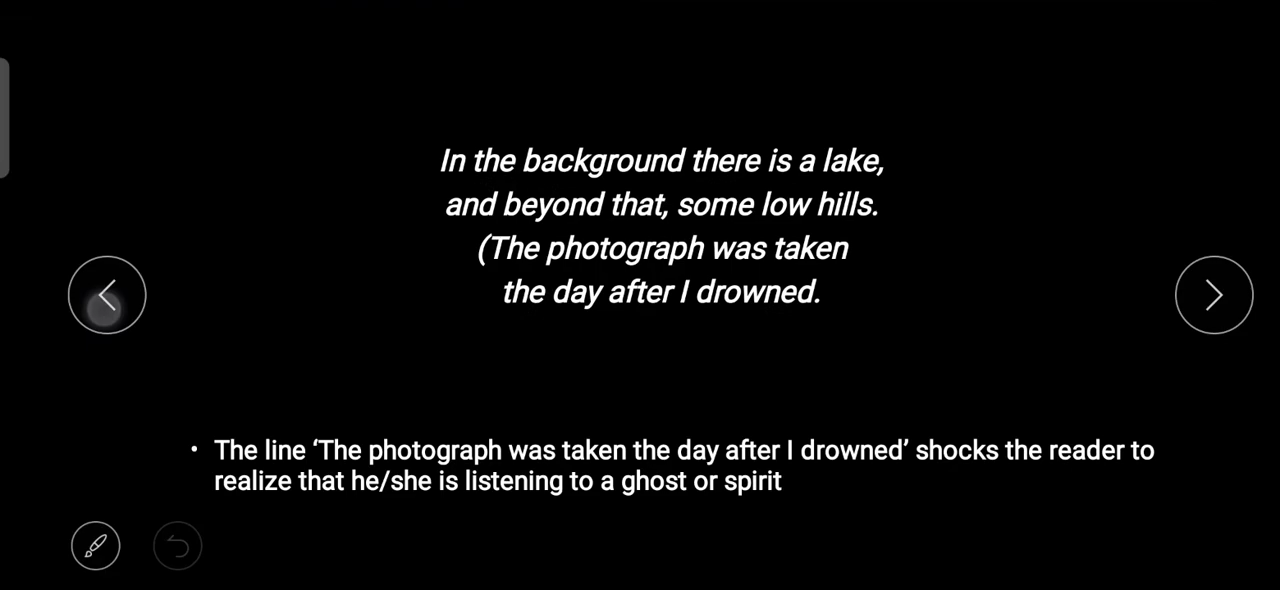 In the background there is a lake,
and beyond that, some low hills.
(The photograph was taken
the day after I drowned.
• The line ‘The photograph was taken the day after I drowned’ shocks the reader to
realize that he/she is listening to a ghost or spirit